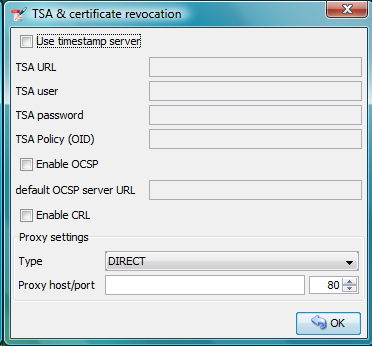 TSA & certificate revocation
Use timestamp server
TSA URL
TSA user
TSA password
TSA Policy (OID)
Enable OCSP
default OCSP server URL
Enable CRL
Proxy settings
Type DIRECT
Proxy host/port 80
OK